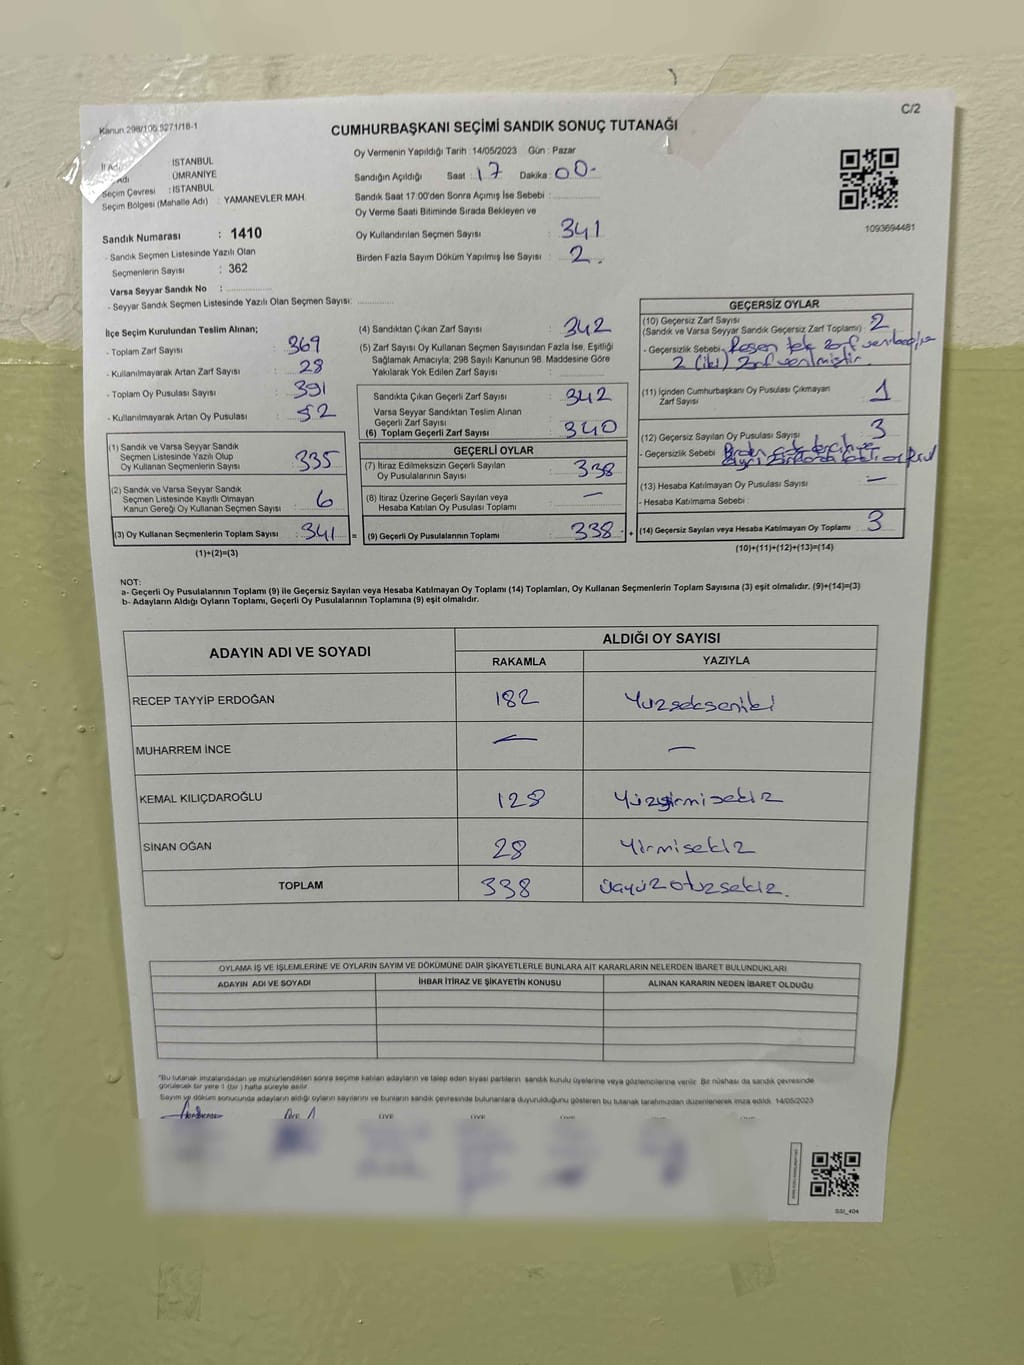 C/2
Kanun 298/105 5271/18-1
CUMHURBAŞKANI SEÇİMİ SANDIK SONUÇ TUTANAĞI
Oy Vermenin Yapıldığı Tarih :14/05/2023 Gün : Pazar
Sandığın Açıldığı Saat : 17 Dakika : 00-
Sandık Saat 17:00'den Sonra Açımış İse Sebebi :
Oy Verme Saati Bitiminde Sırada Bekleyen ve
Oy Kullandırılan Seçmen Sayısı : 341
Birden Fazla Sayım Döküm Yapılmış İse Sayısı : 2.
: İSTANBUL
Adı : ÜMRANİYE
Seçim Çevresi : İSTANBUL
Seçim Bölgesi (Mahalle Adı) : YAMANEVLER MAH.
1093694481
Sandık Numarası : 1410
- Sandık Seçmen Listesinde Yazılı Olan
Seçmenlerin Sayısı : 362
Varsa Seyyar Sandık No :
- Seyyar Sandık Seçmen Listesinde Yazılı Olan Seçmen Sayısı:
İlçe Seçim Kurulundan Teslim Alınan;
- Toplam Zarf Sayısı : 369
- Kullanılmayarak Artan Zarf Sayısı : 28
- Toplam Oy Pusulası Sayısı : 391
- Kullanılmayarak Artan Oy Pusulası : 52
(1) Sandık ve Varsa Seyyar Sandık
Seçmen Listesinde Yazılı Olup
Oy Kullanan Seçmenlerin Sayısı : 335
(2) Sandık ve Varsa Seyyar Sandık
Seçmen Listesinde Kayıtlı Olmayan
Kanun Gereği Oy Kullanan Seçmen Sayısı : 6
(3) Oy Kullanan Seçmenlerin Toplam Sayısı : 341 =
(1)+(2)=(3)
(4) Sandıktan Çıkan Zarf Sayısı : 342
(5) Zarf Sayısı Oy Kullanan Seçmen Sayısından Fazla İse, Eşitliği
Sağlamak Amacıyla; 298 Sayılı Kanunun 98. Maddesine Göre
Yakılarak Yok Edilen Zarf Sayısı :
Sandıkta Çıkan Geçerli Zarf Sayısı : 342
Varsa Seyyar Sandıktan Teslim Alınan
Geçerli Zarf Sayısı :
(6) Toplam Geçerli Zarf Sayısı : 340
GEÇERLİ OYLAR
(7) İtiraz Edilmeksizin Geçerli Sayılan
Oy Pusulalarının Sayısı : 338
(8) İtiraz Üzerine Geçerli Sayılan veya
Hesaba Katılan Oy Pusulası Toplamı : —
(9) Geçerli Oy Pusulalarının Toplamı : 338 +
GEÇERSİZ OYLAR
(10) Geçersiz Zarf Sayısı
(Sandık ve Varsa Seyyar Sandık Geçersiz Zarf Toplamı) : 2
- Geçersizlik Sebebi : tek zarf
2 (iki) zarf verilmiştir.
(11) İçinden Cumhurbaşkanı Oy Pusulası Çıkmayan
Zarf Sayısı : 1
(12) Geçersiz Sayılan Oy Pusulası Sayısı : 3
- Geçersizlik Sebebi
(13) Hesaba Katılmayan Oy Pusulası Sayısı : —
- Hesaba Katılmama Sebebi :
(14) Geçersiz Sayılan veya Hesaba Katılmayan Oy Toplamı : 3
(10)+(11)+(12)+(13)=(14)
NOT:
a- Geçerli Oy Pusulalarının Toplamı (9) ile Geçersiz Sayılan veya Hesaba Katılmayan Oy Toplamı (14) Toplamları, Oy Kullanan Seçmenlerin Toplam Sayısına (3) eşit olmalıdır. (9)+(14)=(3)
b- Adayların Aldığı Oyların Toplamı, Geçerli Oy Pusulalarının Toplamına (9) eşit olmalıdır.
ADAYIN ADI VE SOYADI ALDIĞI OY SAYISI
RAKAMLA YAZIYLA
RECEP TAYYİP ERDOĞAN 182 Yüzsekseniki
MUHARREM İNCE — —
KEMAL KILIÇDAROĞLU 128 Yüzyirmisekiz
SİNAN OĞAN 28 Yirmisekiz
TOPLAM 338 üçyüzotuzsekiz.
OYLAMA İŞ VE İŞLEMLERİNE VE OYLARIN SAYIM VE DÖKÜMÜNE DAİR ŞİKAYETLERLE BUNLARA AİT KARARLARIN NELERDEN İBARET BULUNDUKLARI
ADAYIN ADI VE SOYADI İHBAR İTİRAZ VE ŞİKAYETİN KONUSU ALINAN KARARIN NEDEN İBARET OLDUĞU
*Bu tutanak imzalandıktan ve mühürlendikten sonra seçime katılan adayların ve talep eden siyasi partilerin sandık kurulu üyelerine veya gözlemcilerine verilir. Bir nüshası da sandık çevresinde
görülecek bir yere 1 (bir) hafta süreyle asılır.
Sayım ve döküm sonucunda adayların aldığı oyların sayılarını ve bunların sandık çevresinde bulunanlara duyurulduğunu gösteren bu tutanak tarafımızdan düzenlenerek imza edildi. 14/05/2023
SSI_404